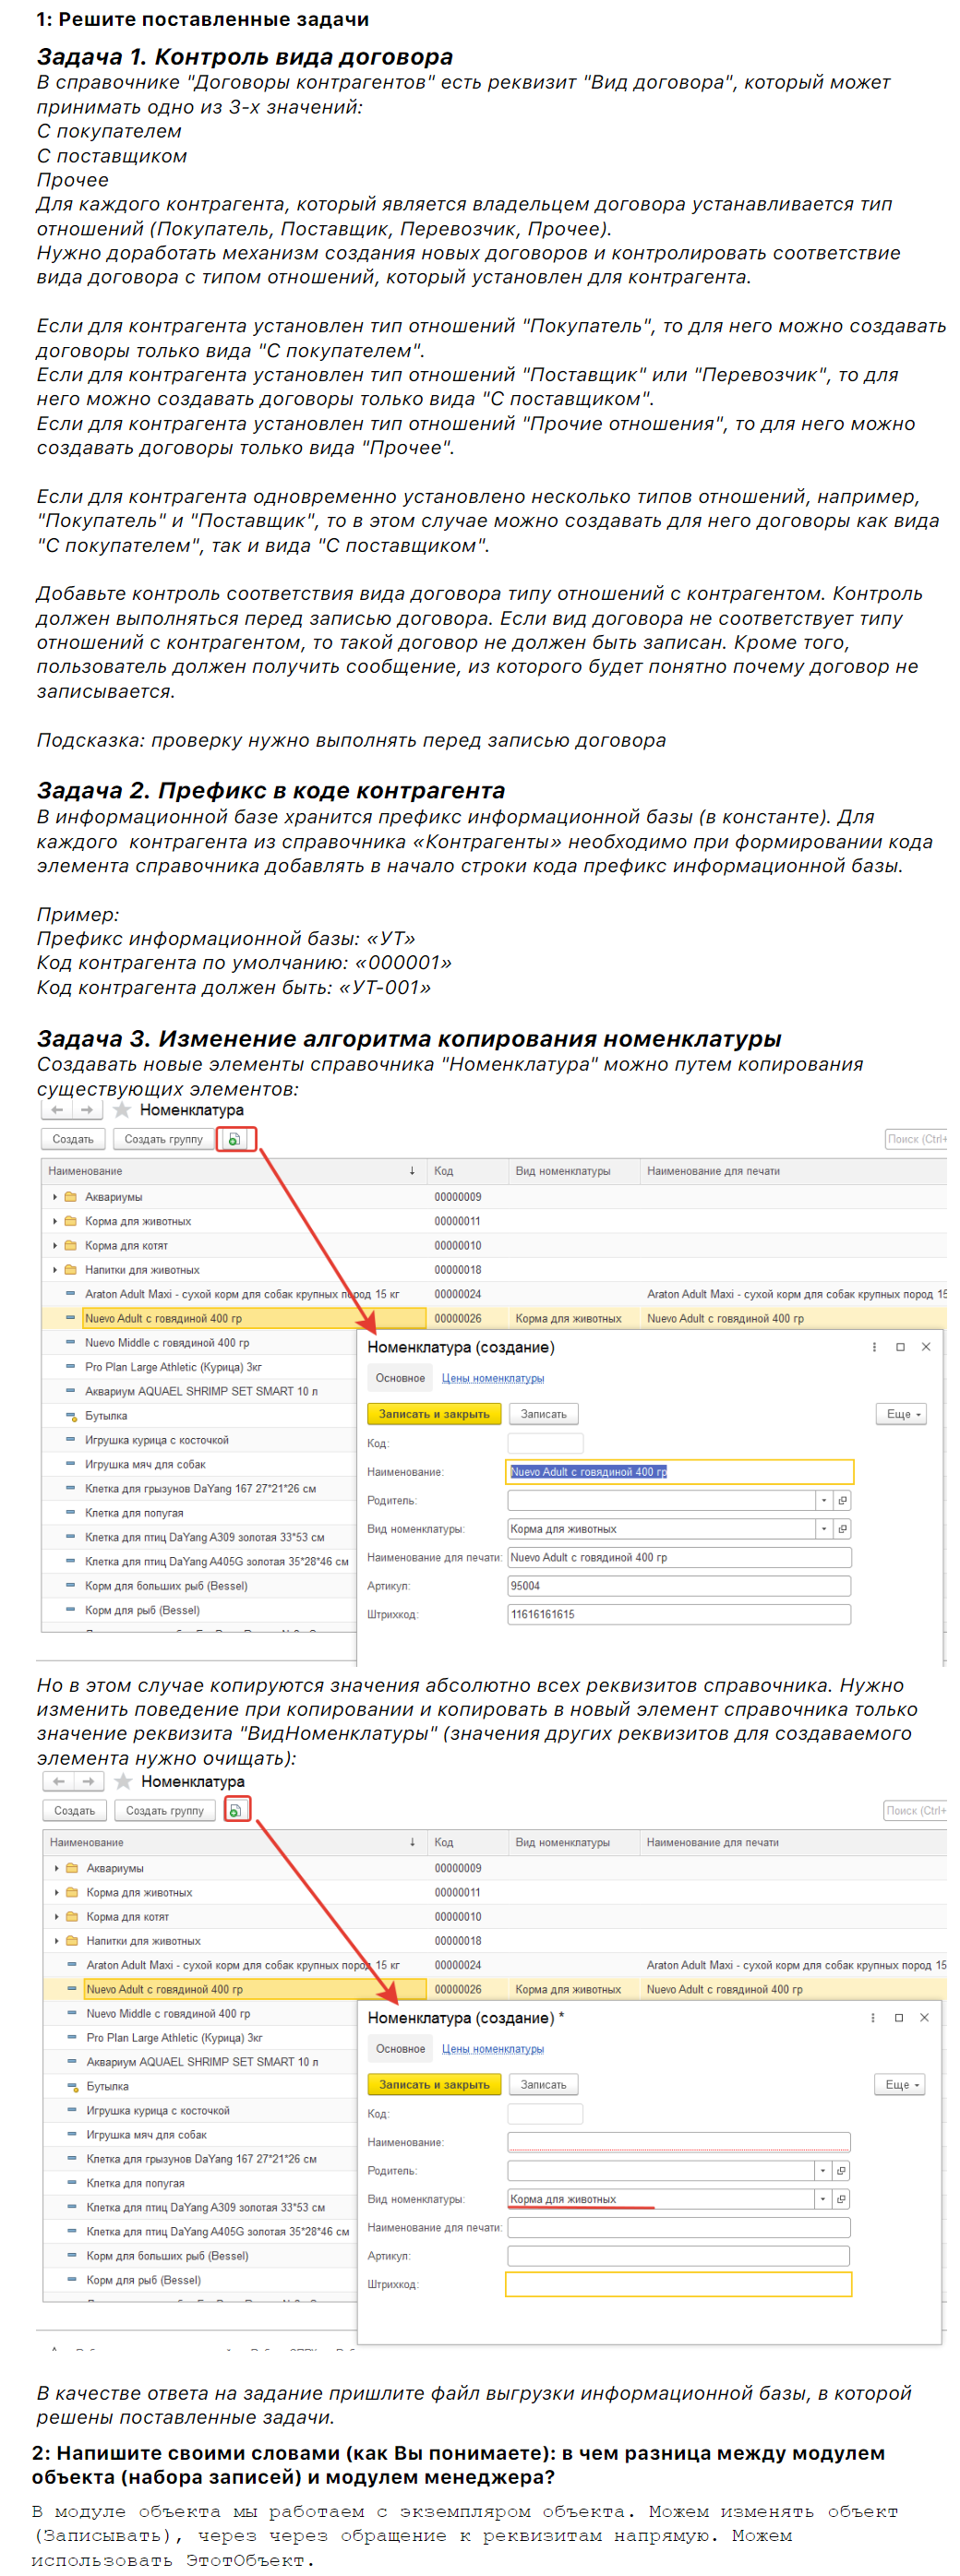 1: Решите поставленные задачи
Задача 1. Контроль вида договора
В справочнике "Договоры контрагентов" есть реквизит "Вид договора", который может
принимать одно из 3-х значений:
С покупателем
С поставщиком
Прочее
Для каждого контрагента, который является владельцем договора устанавливается тип
отношений (Покупатель, Поставщик, Перевозчик, Прочее).
Нужно доработать механизм создания новых договоров и контролировать соответствие
вида договора с типом отношений, который установлен для контрагента.
Если для контрагента установлен тип отношений "Покупатель", то для него можно создавать
договоры только вида "С покупателем".
Если для контрагента установлен тип отношений "Поставщик" или "Перевозчик", то для
него можно создавать договоры только вида "С поставщиком".
Если для контрагента установлен тип отношений "Прочие отношения", то для него можно
создавать договоры только вида "Прочее".
Если для контрагента одновременно установлено несколько типов отношений, например,
"Покупатель" и "Поставщик", то в этом случае можно создавать для него договоры как вида
"С покупателем", так и вида "С поставщиком".
Добавьте контроль соответствия вида договора типу отношений с контрагентом. Контроль
должен выполняться перед записью договора. Если вид договора не соответствует типу
отношений с контрагентом, то такой договор не должен быть записан. Кроме того,
пользователь должен получить сообщение, из которого будет понятно почему договор не
записывается.
Подсказка: проверку нужно выполнять перед записью договора
Задача 2. Префикс в коде контрагента
В информационной базе хранится префикс информационной базы (в константе). Для
каждого контрагента из справочника «Контрагенты» необходимо при формировании кода
элемента справочника добавлять в начало строки кода префикс информационной базы.
Пример:
Префикс информационной базы: «УТ»
Код контрагента по умолчанию: «000001»
Код контрагента должен быть: «УТ-001»
Задача 3. Изменение алгоритма копирования номенклатуры
Создавать новые элементы справочника "Номенклатура" можно путем копирования
существующих элементов:
Номенклатура
Создать Создать группу Поиск (Ctrl+
Наименование ↓ Код Вид номенклатуры Наименование для печати
Аквариумы 00000009
Корма для животных 00000011
Корма для котят 00000010
Напитки для животных 00000018
Araton Adult Maxi - сухой корм для собак крупных пород 15 кг 00000024 Araton Adult Maxi - сухой корм для собак крупных пород 15
Nuevo Adult с говядиной 400 гр 00000026 Корма для животных Nuevo Adult с говядиной 400 гр
Nuevo Middle с говядиной 400 гр
Pro Plan Large Athletic (Курица) 3кг
Аквариум AQUAEL SHRIMP SET SMART 10 л
Бутылка
Игрушка курица с косточкой
Игрушка мяч для собак
Клетка для грызунов DaYang 167 27*21*26 см
Клетка для попугая
Клетка для птиц DaYang A309 золотая 33*53 см
Клетка для птиц DaYang A405G золотая 35*28*46 см
Корм для больших рыб (Bessel)
Корм для рыб (Bessel)
Номенклатура (создание)
Основное Цены номенклатуры
Записать и закрыть Записать Еще
Код:
Наименование: Nuevo Adult с говядиной 400 гр
Родитель:
Вид номенклатуры: Корма для животных
Наименование для печати: Nuevo Adult с говядиной 400 гр
Артикул: 95004
Штрихкод: 11616161615
Но в этом случае копируются значения абсолютно всех реквизитов справочника. Нужно
изменить поведение при копировании и копировать в новый элемент справочника только
значение реквизита "ВидНоменклатуры" (значения других реквизитов для создаваемого
элемента нужно очищать):
Номенклатура
Создать Создать группу Поиск (Ctrl+
Наименование ↓ Код Вид номенклатуры Наименование для печати
Аквариумы 00000009
Корма для животных 00000011
Корма для котят 00000010
Напитки для животных 00000018
Araton Adult Maxi - сухой корм для собак крупных пород 15 кг 00000024 Araton Adult Maxi - сухой корм для собак крупных пород 15
Nuevo Adult с говядиной 400 гр 00000026 Корма для животных Nuevo Adult с говядиной 400 гр
Nuevo Middle с говядиной 400 гр
Pro Plan Large Athletic (Курица) 3кг
Аквариум AQUAEL SHRIMP SET SMART 10 л
Бутылка
Игрушка курица с косточкой
Игрушка мяч для собак
Клетка для грызунов DaYang 167 27*21*26 см
Клетка для попугая
Клетка для птиц DaYang A309 золотая 33*53 см
Клетка для птиц DaYang A405G золотая 35*28*46 см
Корм для больших рыб (Bessel)
Корм для рыб (Bessel)
Номенклатура (создание) *
Основное Цены номенклатуры
Записать и закрыть Записать Еще
Код:
Наименование:
Родитель:
Вид номенклатуры: Корма для животных
Наименование для печати:
Артикул:
Штрихкод:
В качестве ответа на задание пришлите файл выгрузки информационной базы, в которой
решены поставленные задачи.
2: Напишите своими словами (как Вы понимаете): в чем разница между модулем
объекта (набора записей) и модулем менеджера?
В модуле объекта мы работаем с экземпляром объекта. Можем изменять объект
(Записывать), через через обращение к реквизитам напрямую. Можем
использовать ЭтотОбъект.